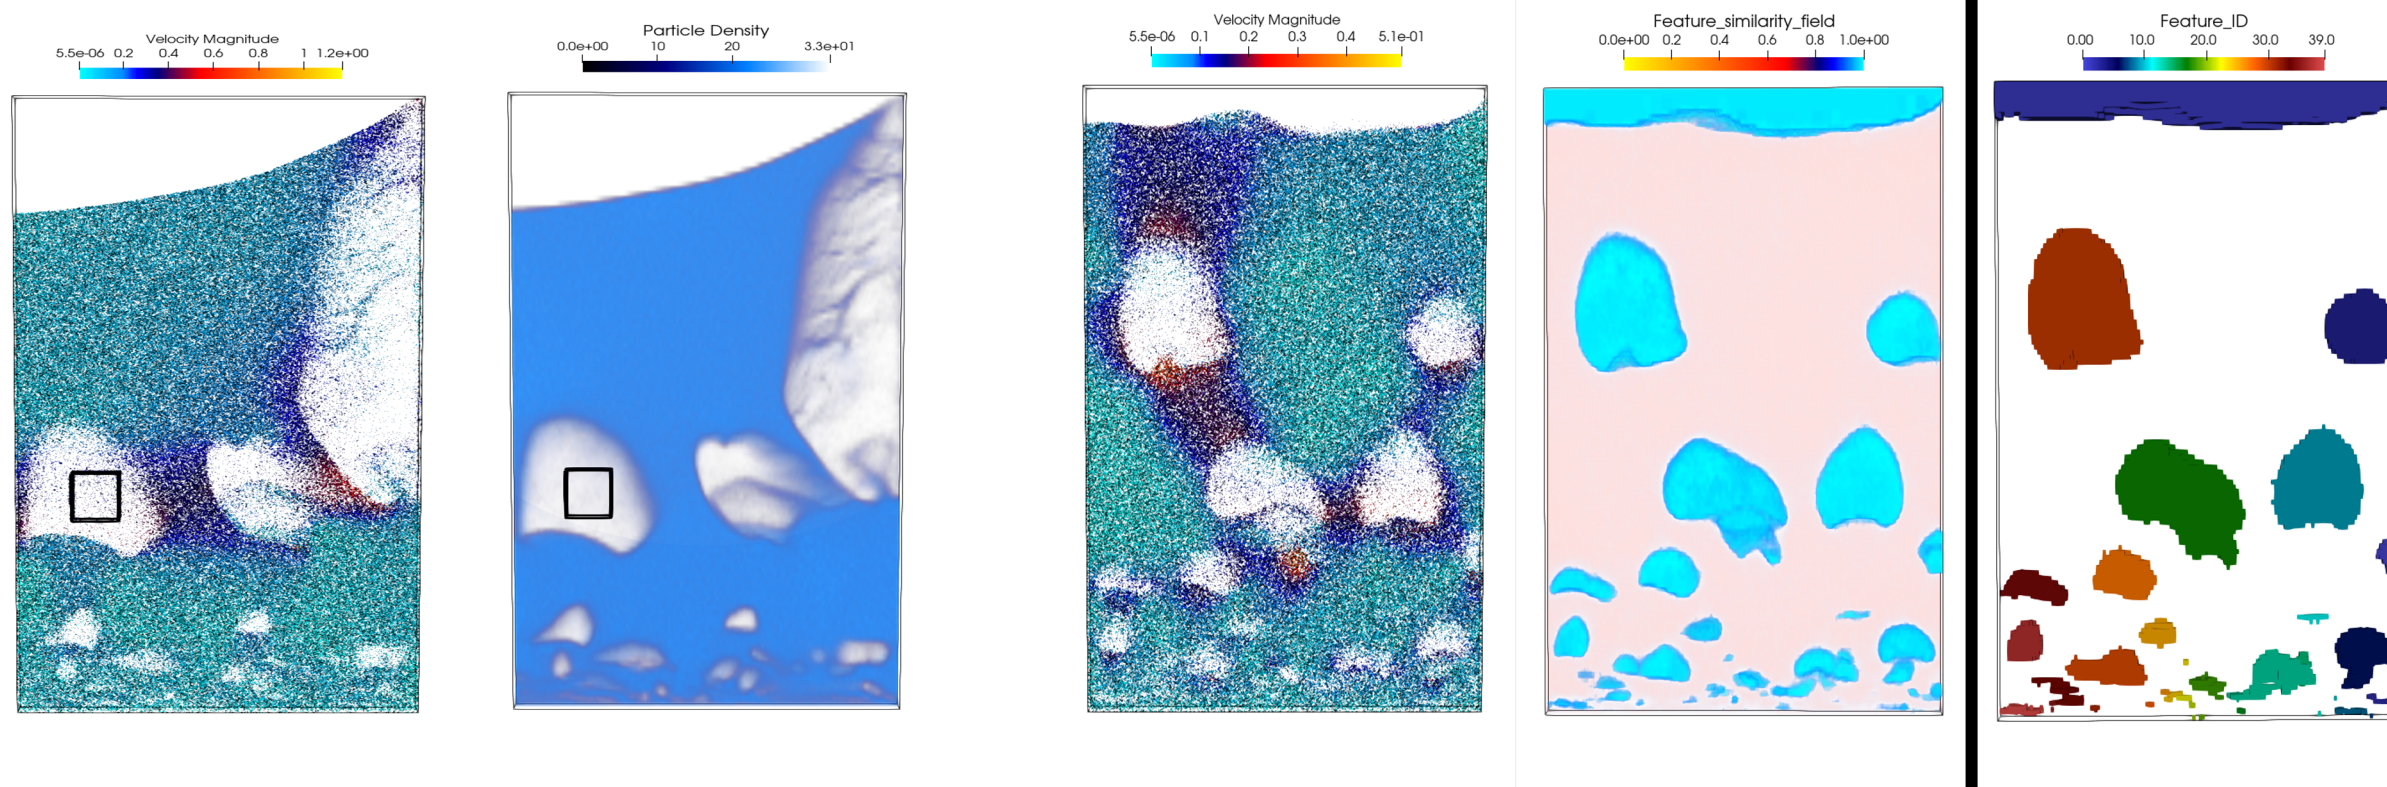 Velocity Magnitude
5.5e-06 0.2 0.4 0.6 0.8 1 1.2e+00
Particle Density
0.0e+00 10 20 3.3e+01
Velocity Magnitude
5.5e-06 0.1 0.2 0.3 0.4 5.1e-01
Feature_similarity_field
0.0e+00 0.2 0.4 0.6 0.8 1.0e+00
Feature_ID
0.00 10.0 20.0 30.0 39.0